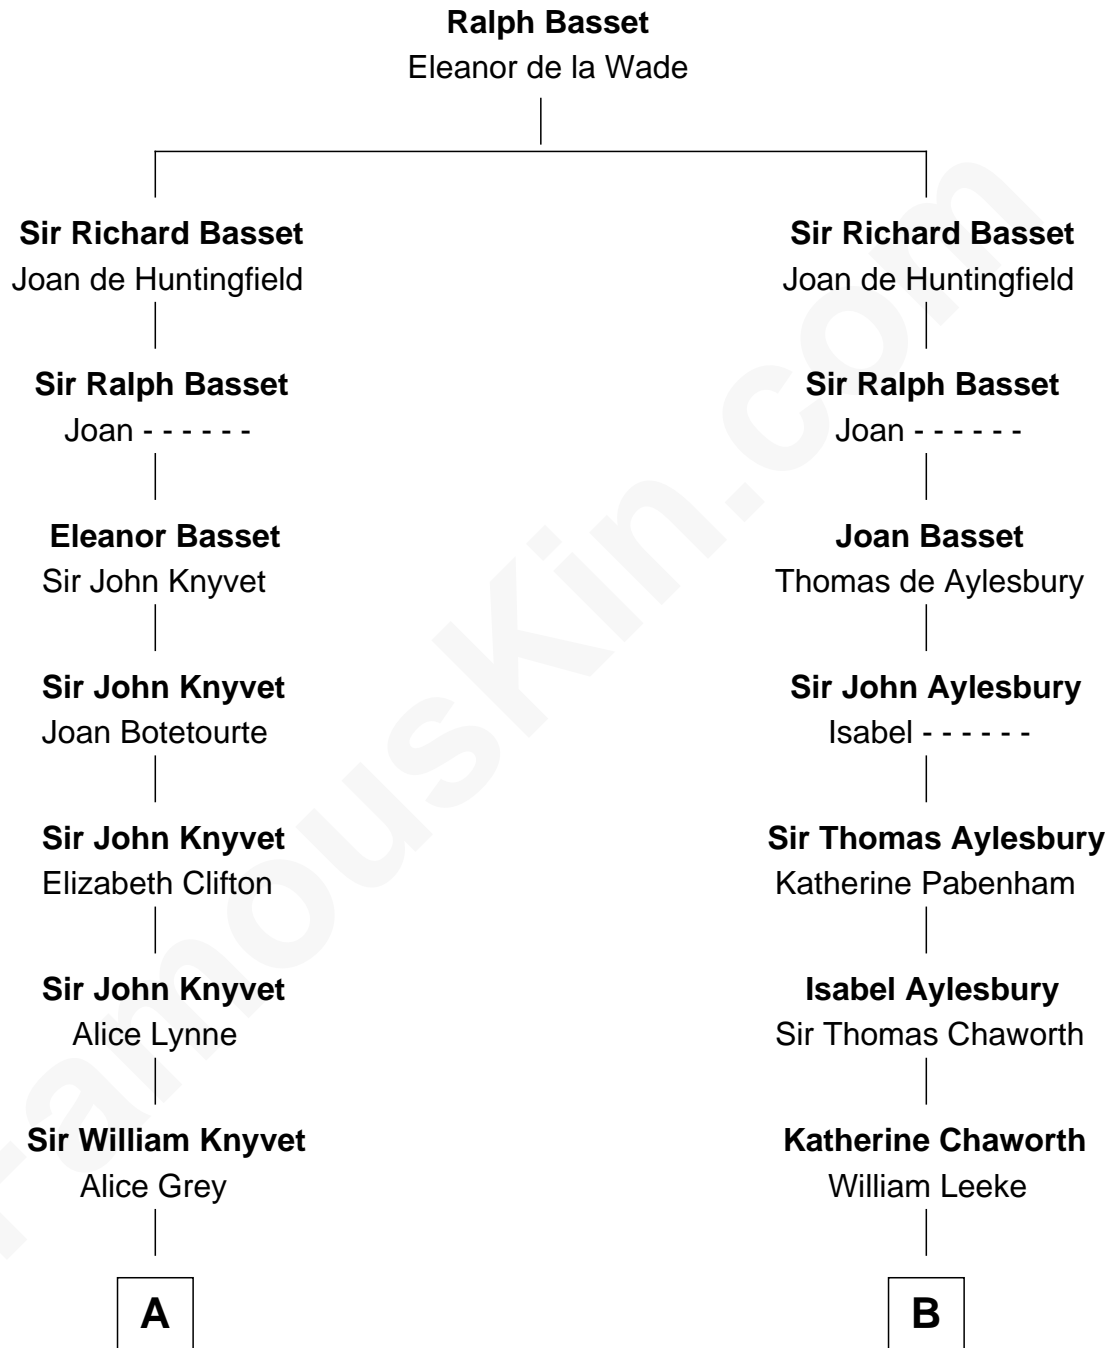 Ralph Basset
Eleanor de la Wade
Sir Richard Basset
Joan de Huntingfield
Sir Richard Basset
Joan de Huntingfield
Sir Ralph Basset
Joan - - - - - -
Sir Ralph Basset
Joan - - - - - -
Eleanor Basset
Sir John Knyvet
Joan Basset
Thomas de Aylesbury
Sir John Knyvet
Joan Botetourte
Sir John Aylesbury
Isabel - - - - - -
Sir John Knyvet
Elizabeth Clifton
Sir Thomas Aylesbury
Katherine Pabenham
Sir John Knyvet
Alice Lynne
Isabel Aylesbury
Sir Thomas Chaworth
Sir William Knyvet
Alice Grey
Katherine Chaworth
William Leeke
A
B
FamousKin.com